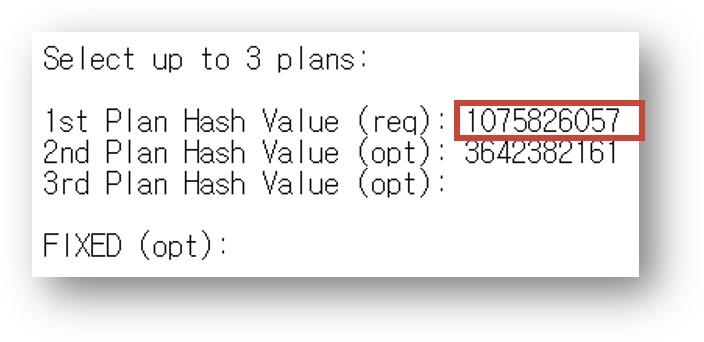 Select up to 3 plans:
1st Plan Hash Value (req): 1075826057
2nd Plan Hash Value (opt): 3642382161
3rd Plan Hash Value (opt):
FIXED (opt):